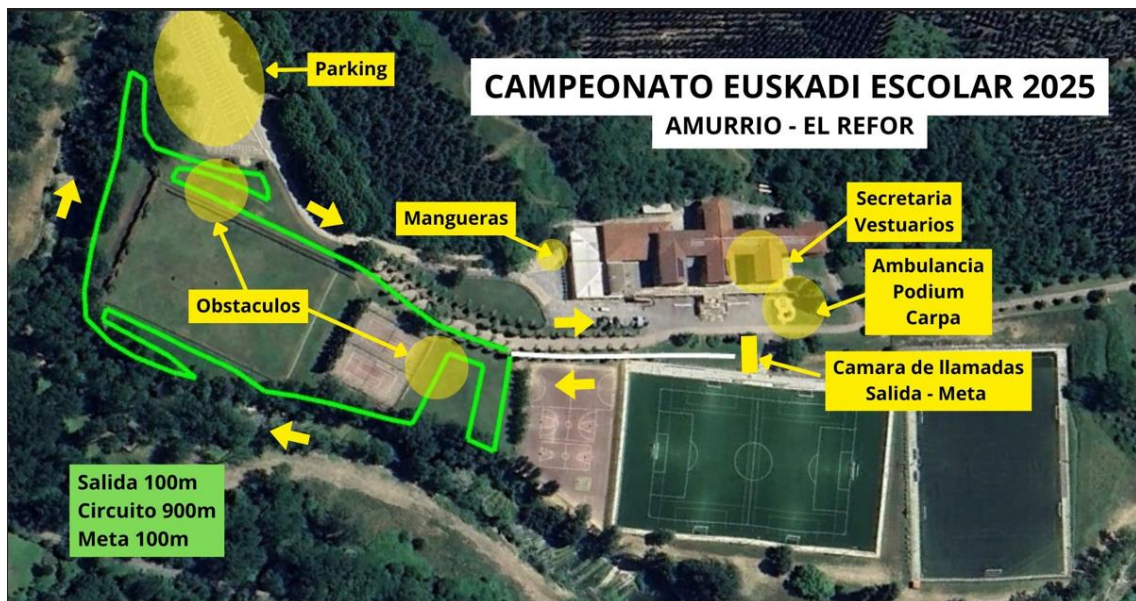 CAMPEONATO EUSKADI ESCOLAR 2025
AMURRIO - EL REFOR
Parking
Mangueras
Secretaria
Vestuarios
Ambulancia
Podium
Carpa
Obstaculos
Camara de llamadas
Salida - Meta
Salida 100m
Circuito 900m
Meta 100m